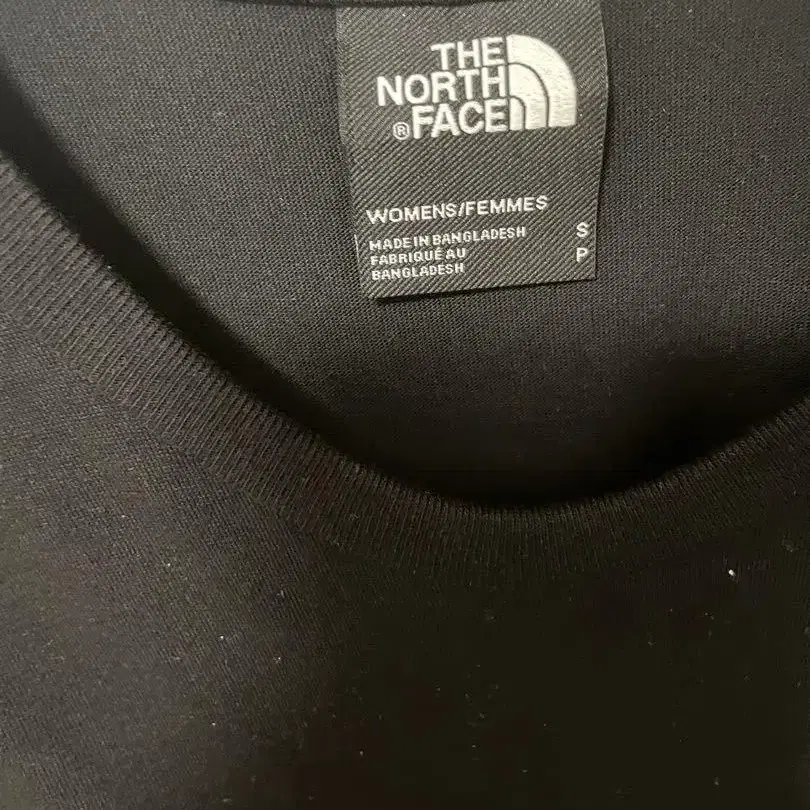 THE
NORTH
®FACE
WOMENS/FEMMES
MADE IN BANGLADESH S
FABRIQUÉ AU P
BANGLADESH